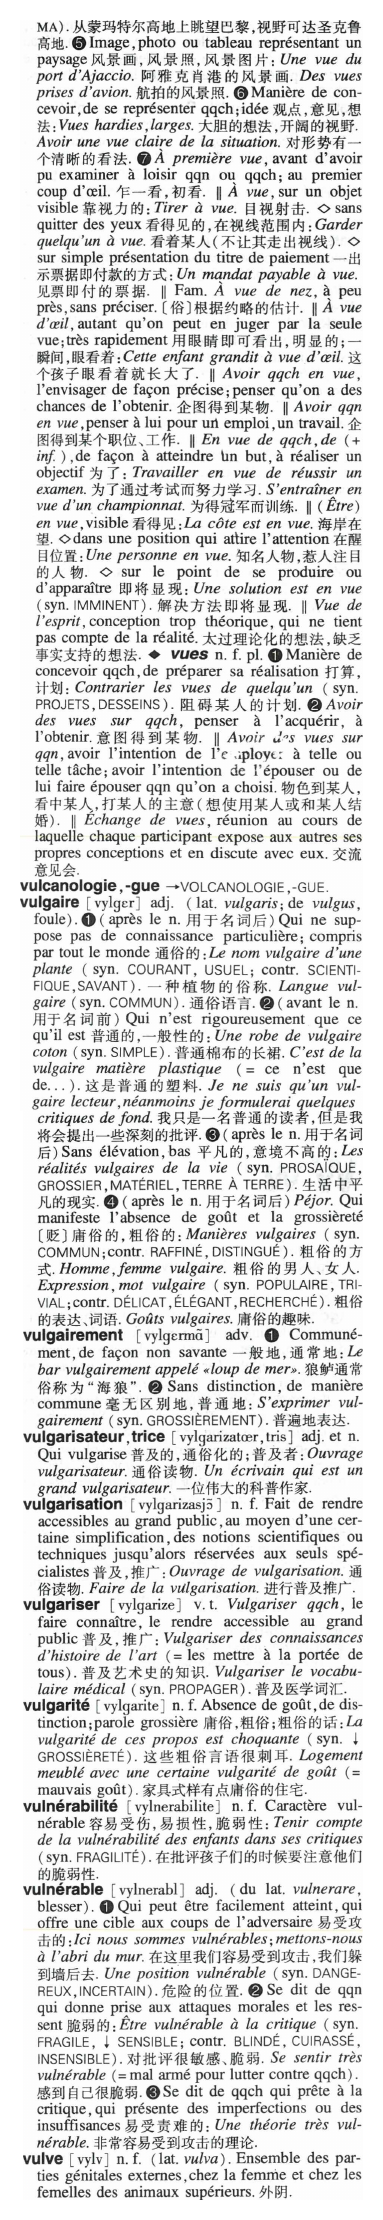 MA). 从蒙玛特尔高地上眺望巴黎,视野可达圣克鲁
高地. ❺ Image, photo ou tableau représentant un
paysage 风景画, 风景照, 风景图片: Une vue du
port d'Ajaccio. 阿雅克肖港的风景画. Des vues
prises d'avion. 航拍的风景照. ❻ Manière de con-
cevoir, de se représenter qqch; idée 观点,意见,想
法: Vues hardies, larges. 大胆的想法, 开阔的视野.
Avoir une vue claire de la situation. 对形势有一
个清晰的看法. ❼ À première vue, avant d'avoir
pu examiner à loisir qqn ou qqch; au premier
coup d'œil. 乍一看,初看. ‖ À vue, sur un objet
visible 靠视力的: Tirer à vue. 目视射击. ◇ sans
quitter des yeux 看得见的,在视线范围内: Garder
quelqu'un à vue. 看着某人(不让其走出视线). ◇
sur simple présentation du titre de paiement 一出
示票据即付款的方式: Un mandat payable à vue.
见票即付的票据. ‖ Fam. À vue de nez, à peu
près, sans préciser. [俗]根据约略的估计. ‖ À vue
d'œil, autant qu'on peut en juger par la seule
vue; très rapidement 用眼睛即可看出,明显的;一
瞬间,眼看着: Cette enfant grandit à vue d'œil. 这
个孩子眼看着就长大了. ‖ Avoir qqch en vue,
l'envisager de façon précise; penser qu'on a des
chances de l'obtenir. 企图得到某物. ‖ Avoir qqn
en vue, penser à lui pour un emploi, un travail. 企
图得到某个职位、工作. ‖ En vue de qqch, de (+
inf.), de façon à atteindre un but, à réaliser un
objectif 为了: Travailler en vue de réussir un
examen. 为了通过考试而努力学习. S'entraîner en
vue d'un championnat. 为得冠军而训练. ‖ (Être)
en vue, visible 看得见: La côte est en vue. 海岸在
望. ◇ dans une position qui attire l'attention 在醒
目位置: Une personne en vue. 知名人物,惹人注目
的人物. ◇ sur le point de se produire ou
d'apparaître 即将显现: Une solution est en vue
(syn. IMMINENT). 解决方法即将显现. ‖ Vue de
l'esprit, conception trop théorique, qui ne tient
pas compte de la réalité. 太过理论化的想法,缺乏
事实支持的想法. ◆ vues n. f. pl. ❶ Manière de
concevoir qqch, de préparer sa réalisation 打算,
计划: Contrarier les vues de quelqu'un (syn.
PROJETS, DESSEINS). 阻碍某人的计划. ❷ Avoir
des vues sur qqch, penser à l'acquérir, à
l'obtenir. 意图得到某物. ‖ Avoir des vues sur
qqn, avoir l'intention de l'employer à telle ou
telle tâche; avoir l'intention de l'épouser ou de
lui faire épouser qqn qu'on a choisi. 物色到某人,
看中某人,打某人的主意(想使用某人或和某人结
婚). ‖ Échange de vues, réunion au cours de
laquelle chaque participant expose aux autres ses
propres conceptions et en discute avec eux. 交流
意见会.
vulcanologie, -gue →VOLCANOLOGIE, -GUE.
vulgaire [vylgɛr] adj. (lat. vulgaris; de vulgus,
foule). ❶ (après le n. 用于名词后) Qui ne sup-
pose pas de connaissance particulière; compris
par tout le monde 通俗的: Le nom vulgaire d'une
plante (syn. COURANT, USUEL; contr. SCIENTI-
FIQUE, SAVANT). 一种植物的俗称. Langue vul-
gaire (syn. COMMUN). 通俗语言. ❷ (avant le n.
用于名词前) Qui n'est rigoureusement que ce
qu'il est 普通的,一般性的: Une robe de vulgaire
coton (syn. SIMPLE). 普通棉布的长裙. C'est de la
vulgaire matière plastique (= ce n'est que
de...). 这是普通的塑料. Je ne suis qu'un vul-
gaire lecteur, néanmoins je formulerai quelques
critiques de fond. 我只是一名普通的读者,但是我
将会提出一些深刻的批评. ❸ (après le n. 用于名词
后) Sans élévation, bas 平凡的,意境不高的: Les
réalités vulgaires de la vie (syn. PROSAÏQUE,
GROSSIER, MATÉRIEL, TERRE À TERRE). 生活中平
凡的现实. ❹ (après le n. 用于名词后) Péjor. Qui
manifeste l'absence de goût et la grossièreté
[贬] 庸俗的,粗俗的: Manières vulgaires (syn.
COMMUN; contr. RAFFINÉ, DISTINGUÉ). 粗俗的方
式. Homme, femme vulgaire. 粗俗的男人、女人.
Expression, mot vulgaire (syn. POPULAIRE, TRI-
VIAL; contr. DÉLICAT, ÉLÉGANT, RECHERCHÉ). 粗俗
的表达、词语. Goûts vulgaires. 庸俗的趣味.
vulgairement [vylgɛrmɑ̃] adv. ❶ Communé-
ment, de façon non savante 一般地,通常地: Le
bar vulgairement appelé «loup de mer». 狼鲈通常
俗称为“海狼”. ❷ Sans distinction, de manière
commune 毫无区别地,普通地: S'exprimer vul-
gairement (syn. GROSSIÈREMENT). 普遍地表达.
vulgarisateur, trice [vylgarizatœr, tris] adj. et n.
Qui vulgarise 普及的,通俗化的;普及者: Ouvrage
vulgarisateur. 通俗读物. Un écrivain qui est un
grand vulgarisateur. 一位伟大的科普作家.
vulgarisation [vylgarizasjɔ̃] n. f. Fait de rendre
accessibles au grand public, au moyen d'une cer-
taine simplification, des notions scientifiques ou
techniques jusqu'alors réservées aux seuls spé-
cialistes 普及,推广: Ouvrage de vulgarisation. 通
俗读物. Faire de la vulgarisation. 进行普及推广.
vulgariser [vylgarize] v. t. Vulgariser qqch, le
faire connaître, le rendre accessible au grand
public 普及,推广: Vulgariser des connaissances
d'histoire de l'art (= les mettre à la portée de
tous). 普及艺术史的知识. Vulgariser le vocabu-
laire médical (syn. PROPAGER). 普及医学词汇.
vulgarité [vylgarite] n. f. Absence de goût, de dis-
tinction; parole grossière 庸俗,粗俗;粗俗的话: La
vulgarité de ces propos est choquante (syn. ↓
GROSSIÈRETÉ). 这些粗俗言语很刺耳. Logement
meublé avec une certaine vulgarité de goût (=
mauvais goût). 家具式样有点庸俗的住宅.
vulnérabilité [vylnerabilite] n. f. Caractère vul-
nérable 容易受伤,易损性,脆弱性: Tenir compte
de la vulnérabilité des enfants dans ses critiques
(syn. FRAGILITÉ). 在批评孩子们的时候要注意他们
的脆弱性.
vulnérable [vylnerabl] adj. (du lat. vulnerare,
blesser). ❶ Qui peut être facilement atteint, qui
offre une cible aux coups de l'adversaire 易受攻
击的: Ici nous sommes vulnérables; mettons-nous
à l'abri du mur. 在这里我们容易受到攻击,我们躲
到墙后去. Une position vulnérable (syn. DANGE-
REUX, INCERTAIN). 危险的位置. ❷ Se dit de qqn
qui donne prise aux attaques morales et les res-
sent 脆弱的: Être vulnérable à la critique (syn.
FRAGILE, ↓ SENSIBLE; contr. BLINDÉ, CUIRASSÉ,
INSENSIBLE). 对批评很敏感、脆弱. Se sentir très
vulnérable (= mal armé pour lutter contre qqch).
感到自己很脆弱. ❸ Se dit de qqch qui prête à la
critique, qui présente des imperfections ou des
insuffisances 易受责难的: Une théorie très vul-
nérable. 非常容易受到攻击的理论.
vulve [vylv] n. f. (lat. vulva). Ensemble des par-
ties génitales externes, chez la femme et chez les
femelles des animaux supérieurs. 外阴.